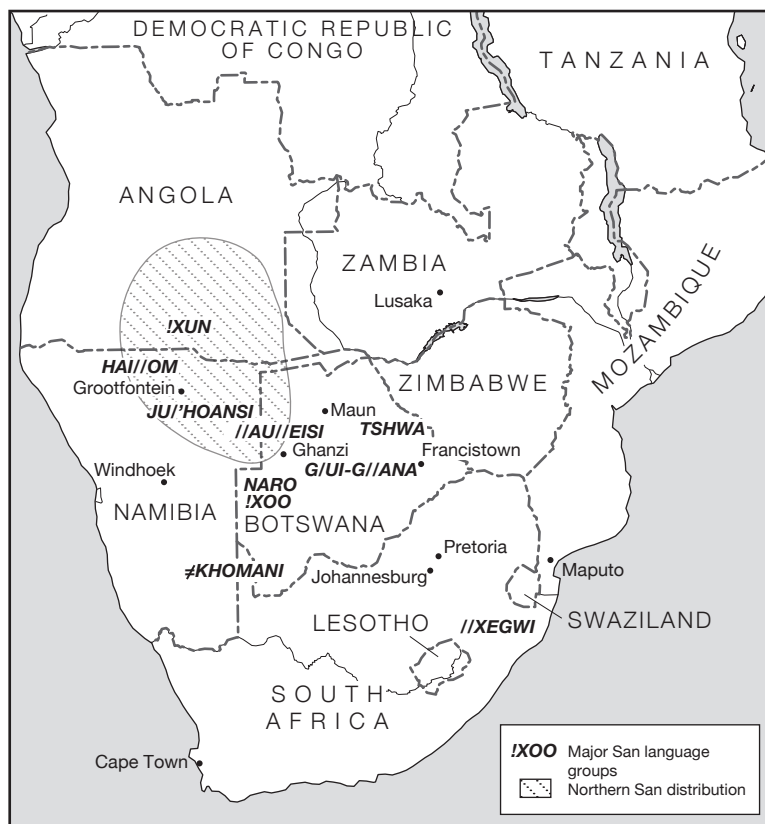 DEMOCRATIC REPUBLIC
OF CONGO
TANZANIA
ANGOLA
ZAMBIA
Lusaka
MOZAMBIQUE
!XUN
HAI//OM
Grootfontein
JU/'HOANSI
ZIMBABWE
Maun
//AU//EISI
TSHWA
Ghanzi
Francistown
G/UI-G//ANA
Windhoek
NARO
!XOO
NAMIBIA
BOTSWANA
Pretoria
≠KHOMANI
Johannesburg
Maputo
LESOTHO
//XEGWI
SWAZILAND
SOUTH
AFRICA
Cape Town
!XOO Major San language
groups
Northern San distribution